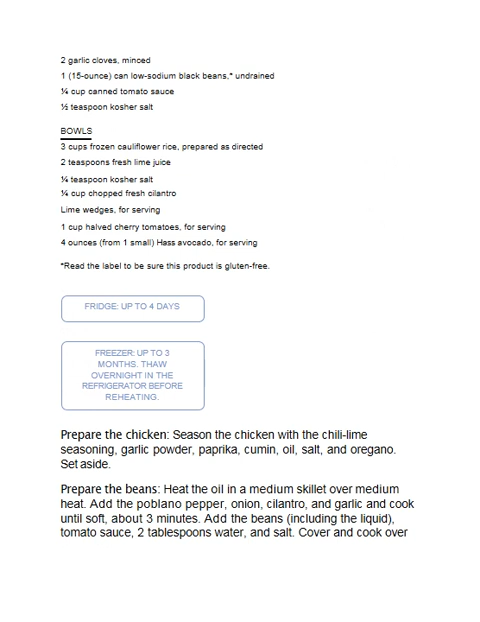 2 garlic cloves, minced
1 (15-ounce) can low-sodium black beans,* undrained
¼ cup canned tomato sauce
½ teaspoon kosher salt
BOWLS
3 cups frozen cauliflower rice, prepared as directed
2 teaspoons fresh lime juice
¼ teaspoon kosher salt
¼ cup chopped fresh cilantro
Lime wedges, for serving
1 cup halved cherry tomatoes, for serving
4 ounces (from 1 small) Hass avocado, for serving
*Read the label to be sure this product is gluten-free.
FRIDGE: UP TO 4 DAYS
FREEZER: UP TO 3
MONTHS. THAW
OVERNIGHT IN THE
REFRIGERATOR BEFORE
REHEATING.
Prepare the chicken: Season the chicken with the chili-lime
seasoning, garlic powder, paprika, cumin, oil, salt, and oregano.
Set aside.
Prepare the beans: Heat the oil in a medium skillet over medium
heat. Add the poblano pepper, onion, cilantro, and garlic and cook
until soft, about 3 minutes. Add the beans (including the liquid),
tomato sauce, 2 tablespoons water, and salt. Cover and cook over